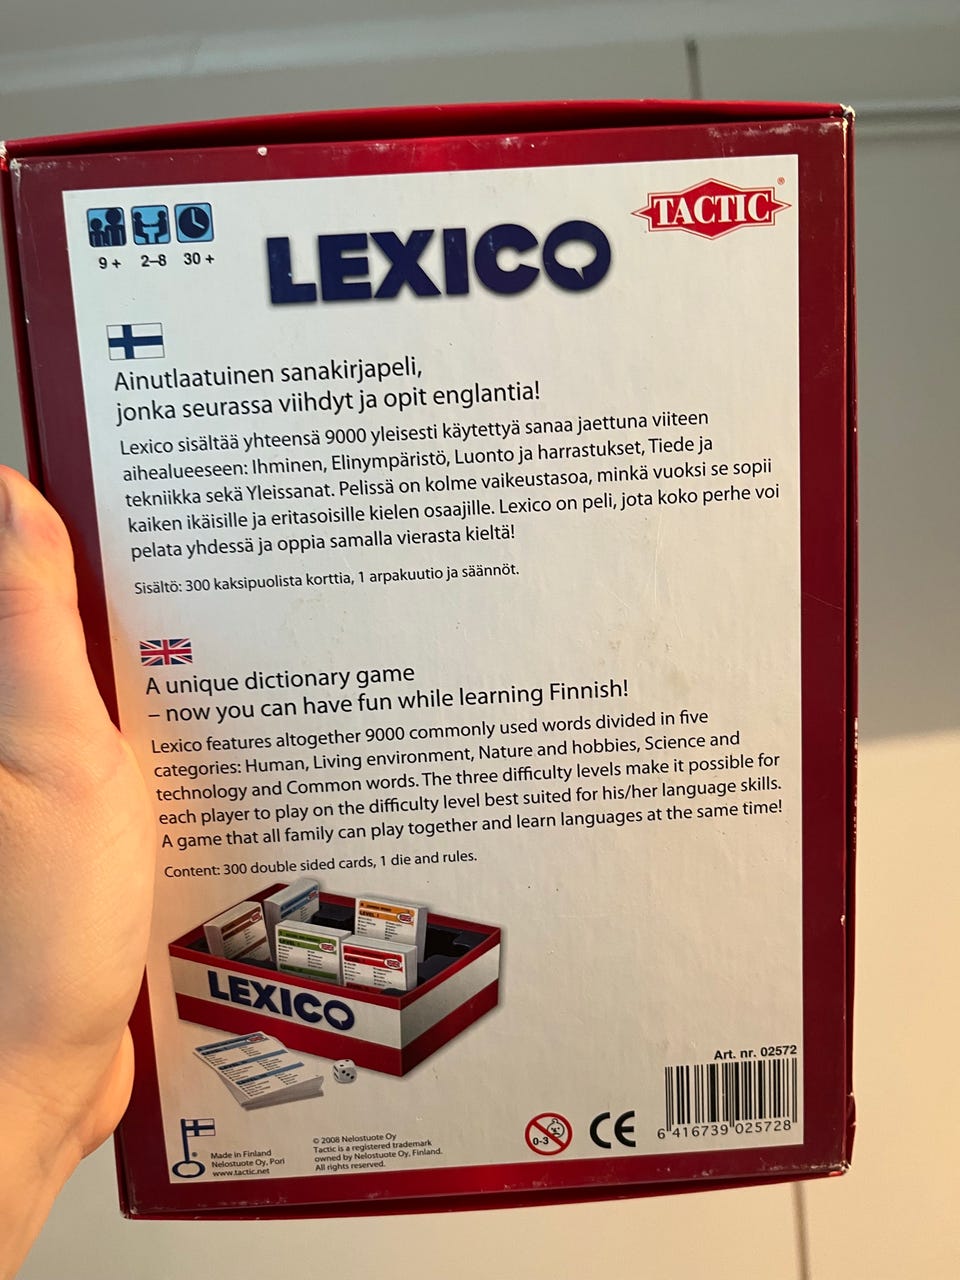 TACTIC®
9 + 2–8 30 +
LEXICO
Ainutlaatuinen sanakirjapeli,
jonka seurassa viihdyt ja opit englantia!
Lexico sisältää yhteensä 9000 yleisesti käytettyä sanaa jaettuna viiteen
aihealueeseen: Ihminen, Elinympäristö, Luonto ja harrastukset, Tiede ja
tekniikka sekä Yleissanat. Pelissä on kolme vaikeustasoa, minkä vuoksi se sopii
kaiken ikäisille ja eritasoisille kielen osaajille. Lexico on peli, jota koko perhe voi
pelata yhdessä ja oppia samalla vierasta kieltä!
Sisältö: 300 kaksipuolista korttia, 1 arpakuutio ja säännöt.
A unique dictionary game
– now you can have fun while learning Finnish!
Lexico features altogether 9000 commonly used words divided in five
categories: Human, Living environment, Nature and hobbies, Science and
technology and Common words. The three difficulty levels make it possible for
each player to play on the difficulty level best suited for his/her language skills.
A game that all family can play together and learn languages at the same time!
Content: 300 double sided cards, 1 die and rules.
LEXICO
Art. nr. 02572
6 416739 025728
0-3
CE
Made in Finland
Nelostuote Oy, Pori
www.tactic.net
© 2008 Nelostuote Oy
Tactic is a registered trademark
owned by Nelostuote Oy, Finland.
All rights reserved.